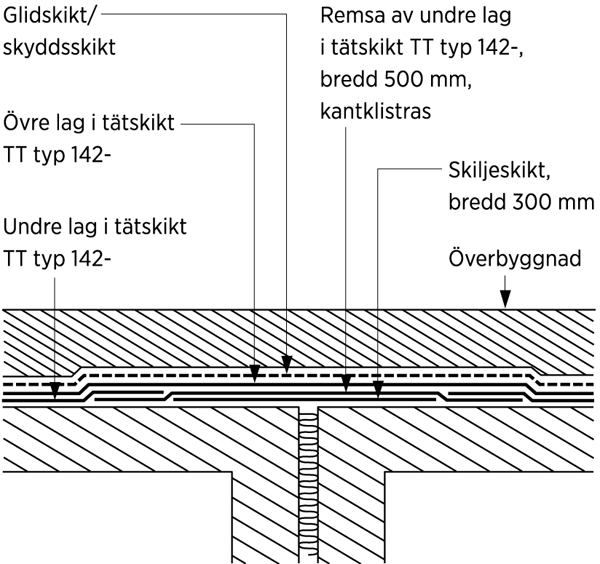 Glidskikt/
skyddsskikt
Remsa av undre lag
i tätskikt TT typ 142-,
bredd 500 mm,
kantklistras
Övre lag i tätskikt
TT typ 142-
Skiljeskikt,
bredd 300 mm
Undre lag i tätskikt
TT typ 142-
Överbyggnad